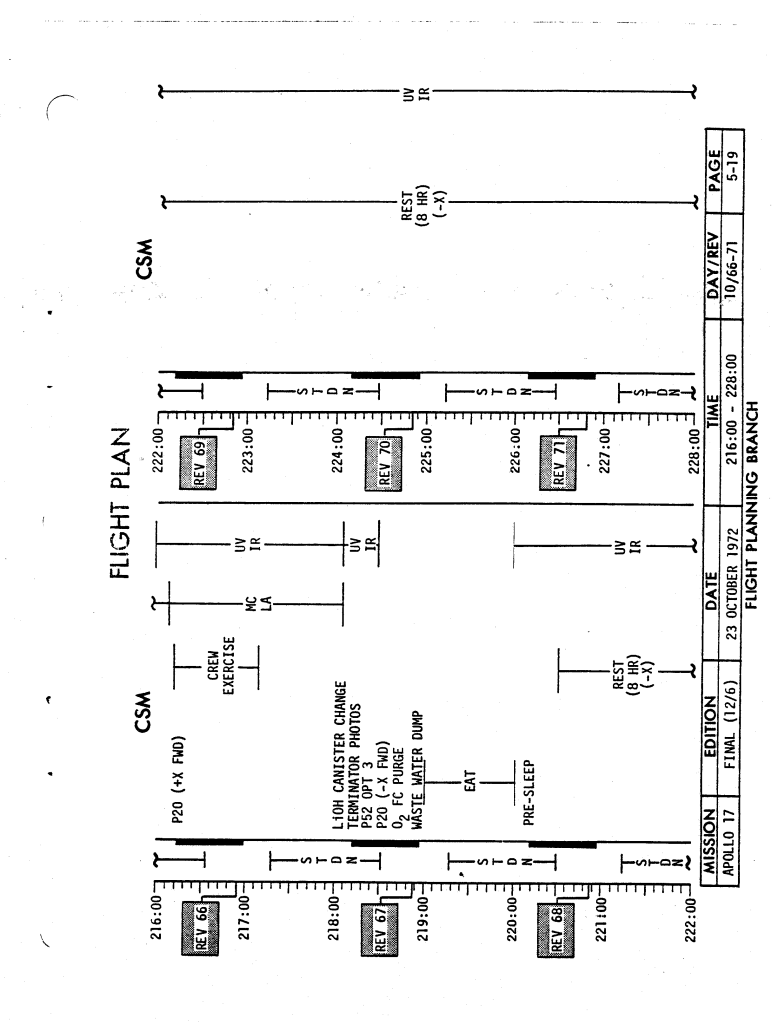 FLIGHT PLAN
CSM
216:00
REV 66
217:00
218:00
REV 67
219:00
220:00
REV 68
221:00
222:00
STDN
STDN
STDN
P20 (+X FWD)
LiOH CANISTER CHANGE
TERMINATOR PHOTOS
P52 OPT 3
P20 (-X FWD)
O2 FC PURGE
WASTE WATER DUMP
EAT
PRE-SLEEP
CREW
EXERCISE
REST
(8 HR)
(-X)
MC
LA
UV
IR
UV
IR
UV
IR
CSM
222:00
REV 69
223:00
224:00
REV 70
225:00
226:00
REV 71
227:00
228:00
STDN
STDN
STDN
REST
(8 HR)
(-X)
UV
IR
MISSION EDITION DATE TIME DAY/REV PAGE
APOLLO 17 FINAL (12/6) 23 OCTOBER 1972 216:00 - 228:00 10/66-71 5-19
FLIGHT PLANNING BRANCH